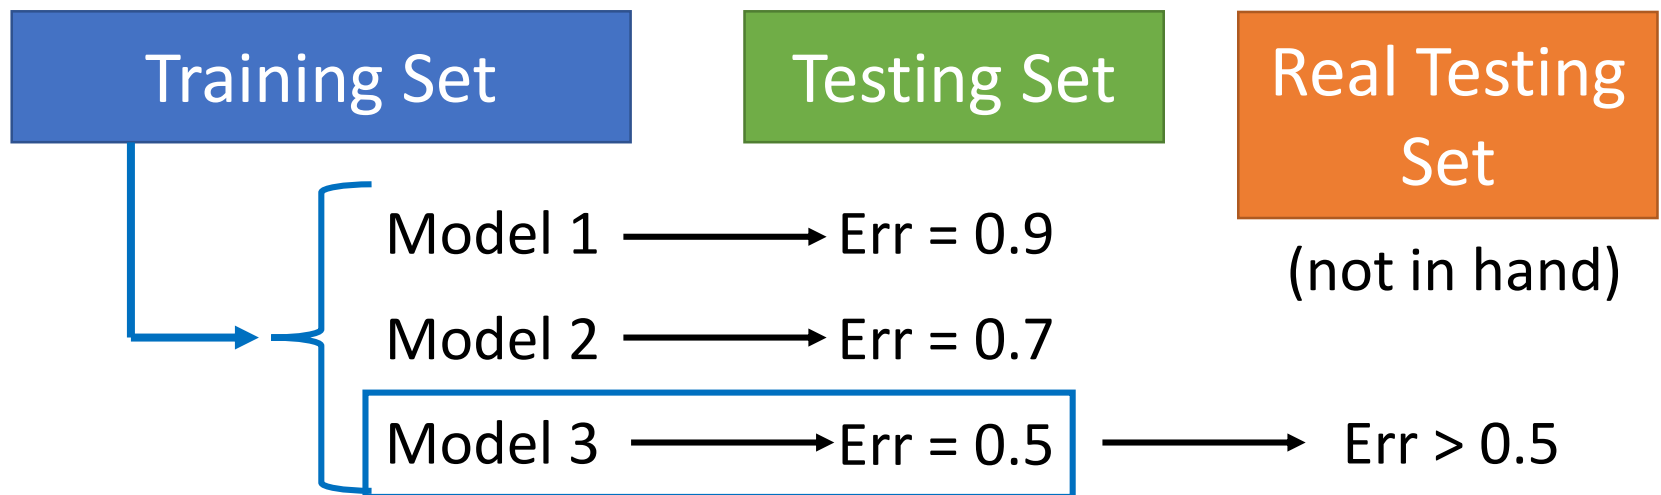 Training Set
Testing Set
Real Testing
Set
(not in hand)
Model 1
Err = 0.9
Model 2
Err = 0.7
Model 3
Err = 0.5
Err > 0.5